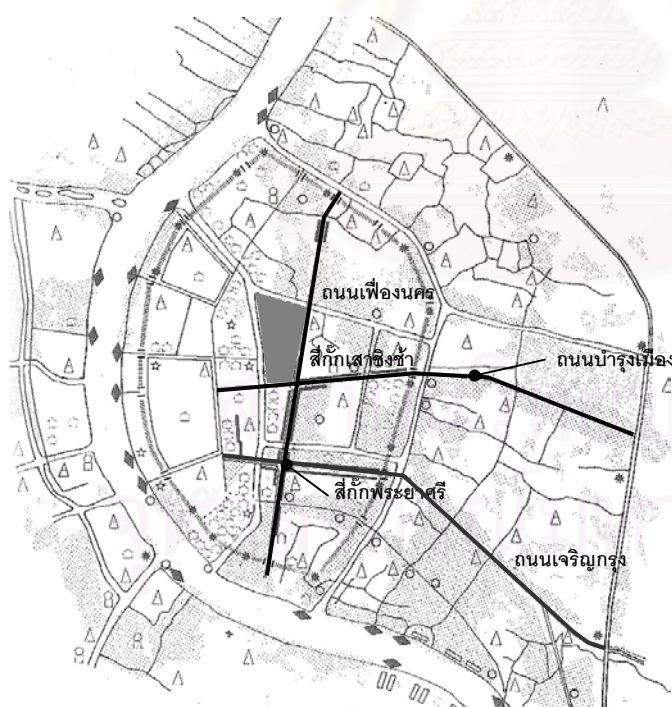 ถนนเฟื่องนคร
สี่กั๊กเสาชิงช้า
ถนนบำรุงเมือง
สี่กั๊กพระยาศรี
ถนนเจริญกรุง